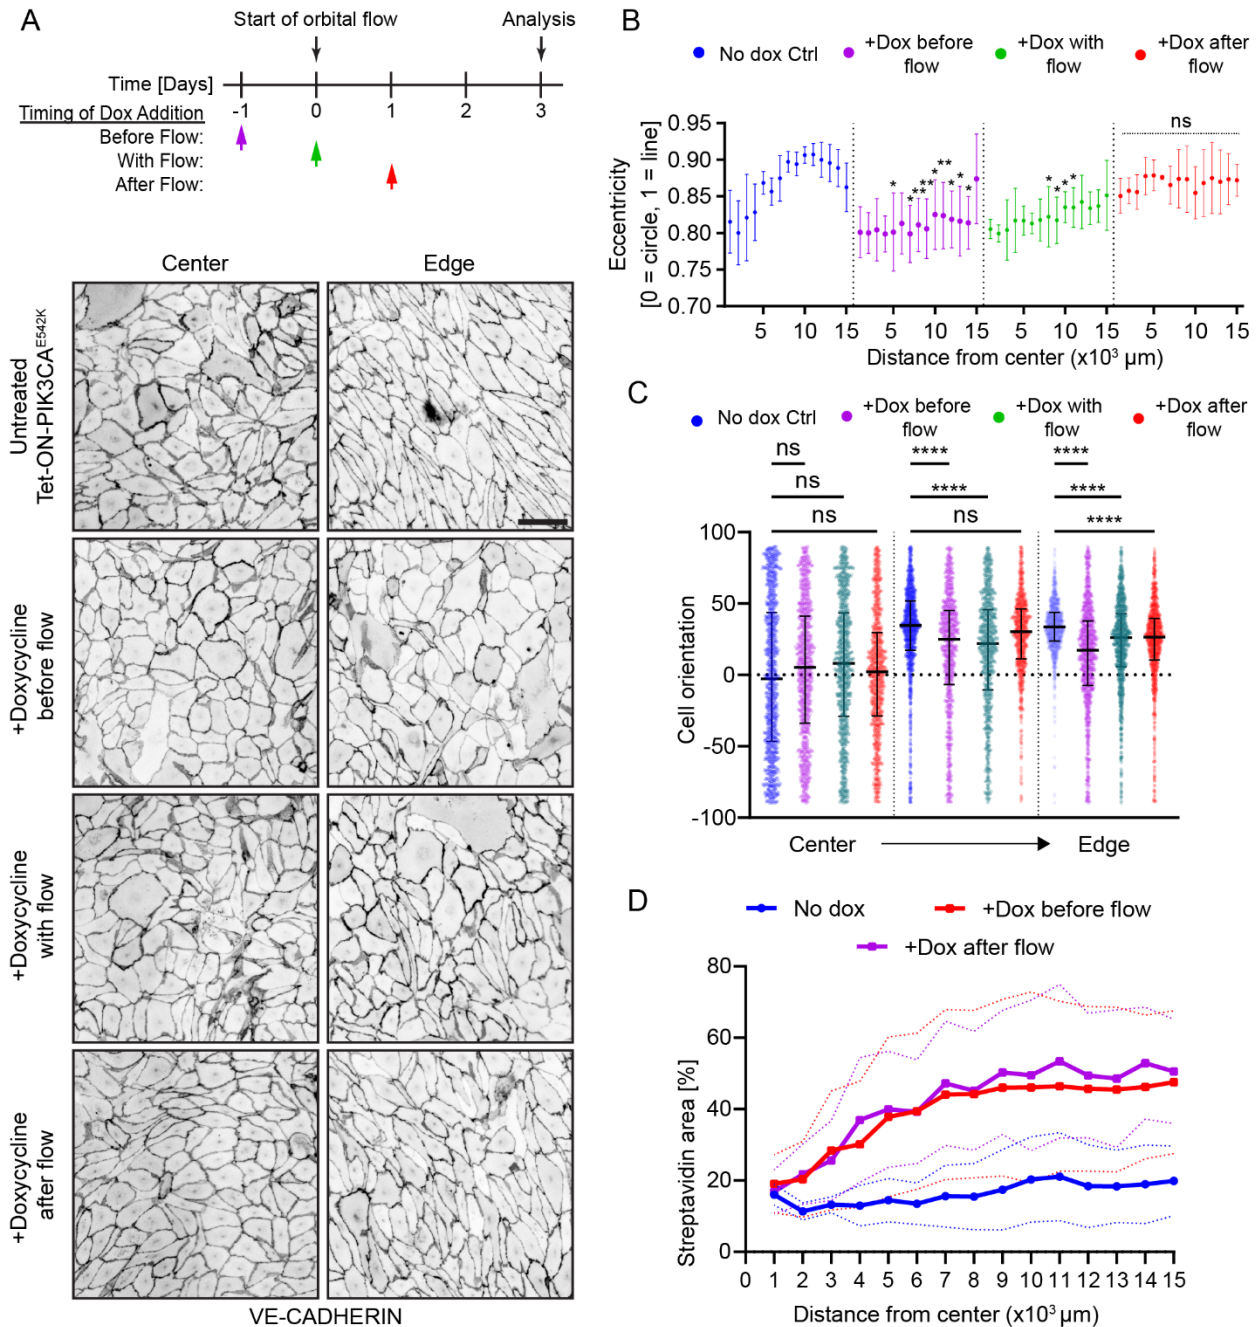 A
Start of orbital flow
Analysis
Time [Days]
Timing of Dox Addition
-1 0 1 2 3
Before Flow:
With Flow:
After Flow:
Center
Edge
Untreated
Tet-ON-PIK3CA^E542K
+Doxycycline
before flow
+Doxycycline
with flow
+Doxycycline
after flow
VE-CADHERIN
B
No dox Ctrl
+Dox before
flow
+Dox with
flow
+Dox after
flow
Eccentricity
[0 = circle, 1 = line]
0.95
0.90
0.85
0.80
0.75
0.70
* * ** ** * ** ** * * *
* * * *
ns
5 10 15 5 10 15 5 10 15 5 10 15
Distance from center (x10³ µm)
C
No dox Ctrl
+Dox before
flow
+Dox with
flow
+Dox after
flow
ns
ns
ns
****
****
ns
****
****
****
Cell orientation
100
50
0
-50
-100
Center
Edge
D
No dox
+Dox before flow
+Dox after flow
Streptavidin area [%]
80
60
40
20
0
0 1 2 3 4 5 6 7 8 9 10 11 12 13 14 15
Distance from center (x10³ µm)